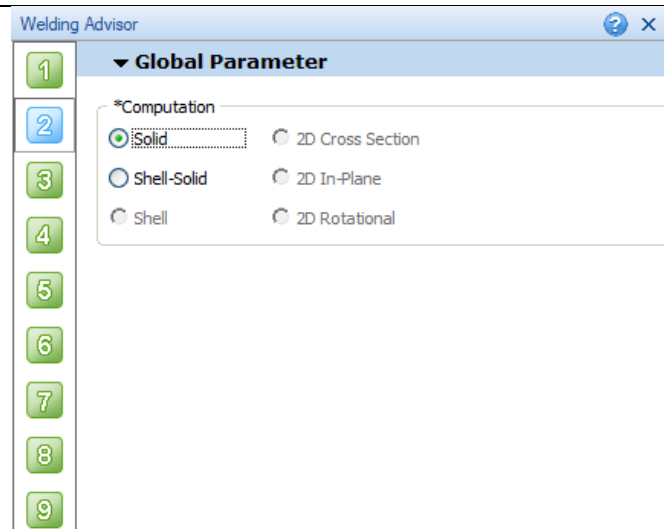 Welding Advisor
1
Global Parameter
2
*Computation
Solid
2D Cross Section
3
Shell-Solid
2D In-Plane
4
Shell
2D Rotational
5
6
7
8
9